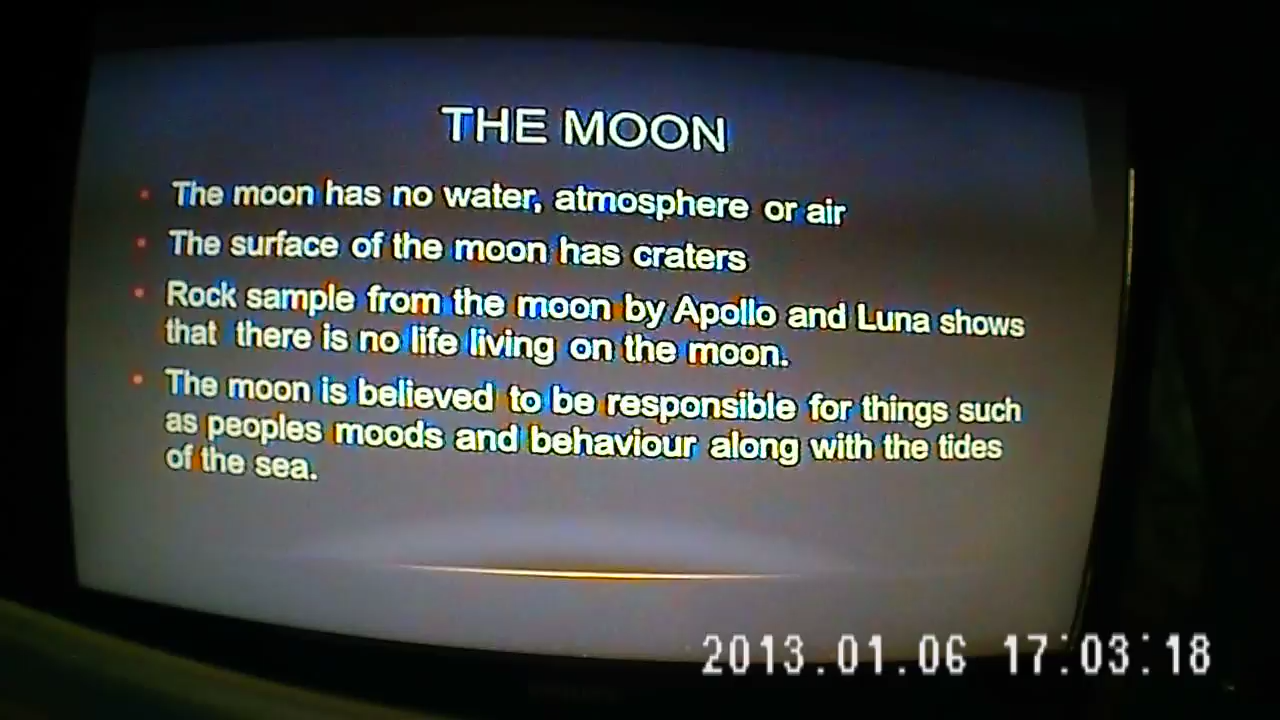 THE MOON
• The moon has no water, atmosphere or air
• The surface of the moon has craters
• Rock sample from the moon by Apollo and Luna shows
that there is no life living on the moon.
• The moon is believed to be responsible for things such
as peoples moods and behaviour along with the tides
of the sea.
2013.01.06 17:03:18